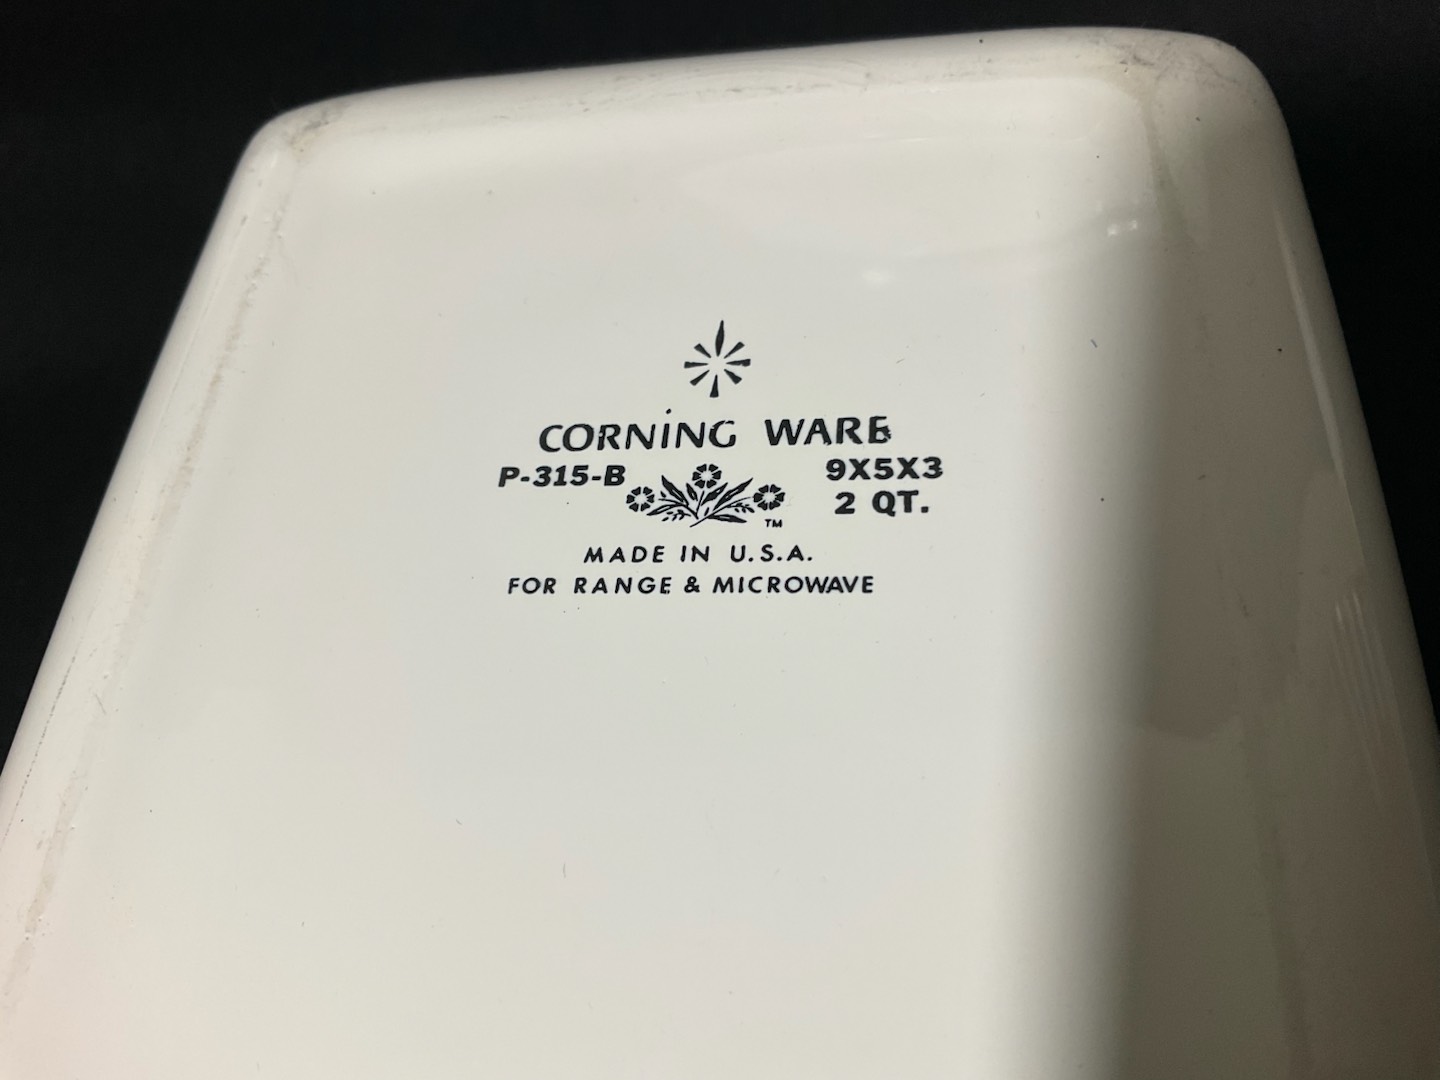 CORNING WARE
P-315-B 9X5X3
2 QT.
TM
MADE IN U.S.A.
FOR RANGE & MICROWAVE